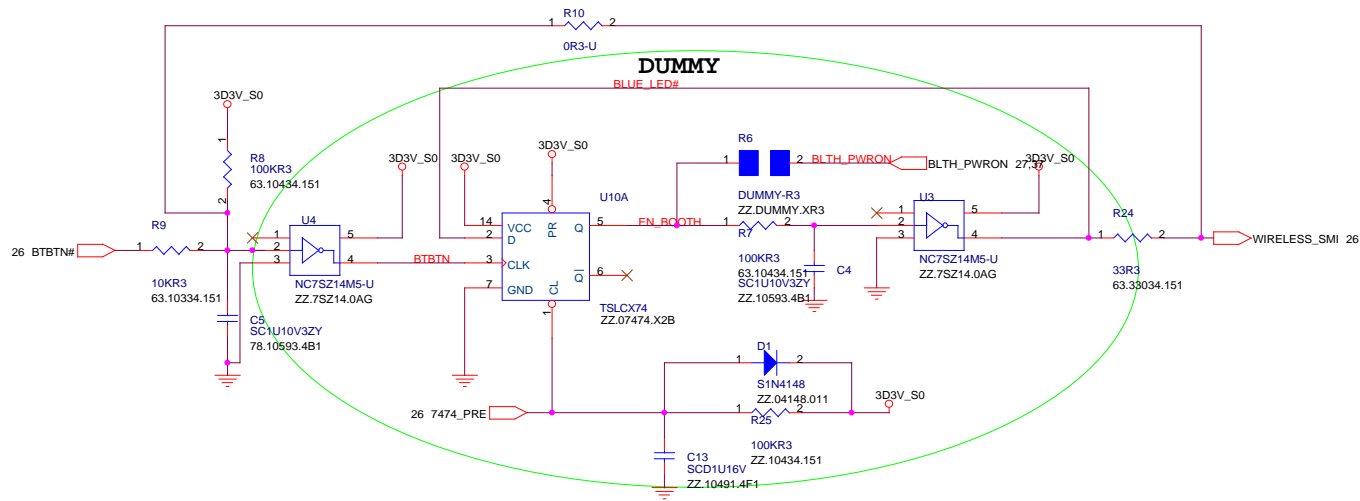 R10
1 2
0R3-U
DUMMY
BLUE_LED#
3D3V_S0
1
R8
100KR3
63.10434.151
2
R9
26 BTBTN#
1 2
10KR3
63.10334.151
C5
SC1U10V3ZY
78.10593.4B1
3D3V_S0
U4
1
2
3
5
4
NC7SZ14M5-U
ZZ.7SZ14.0AG
BTBTN
3D3V_S0
3D3V_S0
U10A
4
14 VCC
2 D
PR
Q 5
3 CLK
QI 6
7 GND
CL
1
TSLCX74
ZZ.07474.X2B
EN_BOOTH
R6
1 2
BLTH_PWRON
BLTH_PWRON 27,37
DUMMY-R3
ZZ.DUMMY.XR3
R7
1 2
100KR3
63.10434.151
C4
SC1U10V3ZY
ZZ.10593.4B1
3D3V_S0
U3
1
2
3
5
4
NC7SZ14M5-U
ZZ.7SZ14.0AG
R24
1 2
33R3
63.33034.151
WIRELESS_SMI 26
D1
1 2
S1N4148
ZZ.04148.011
3D3V_S0
26 7474_PRE
1 2
R25
100KR3
ZZ.10434.151
C13
SCD1U16V
ZZ.10491.4F1